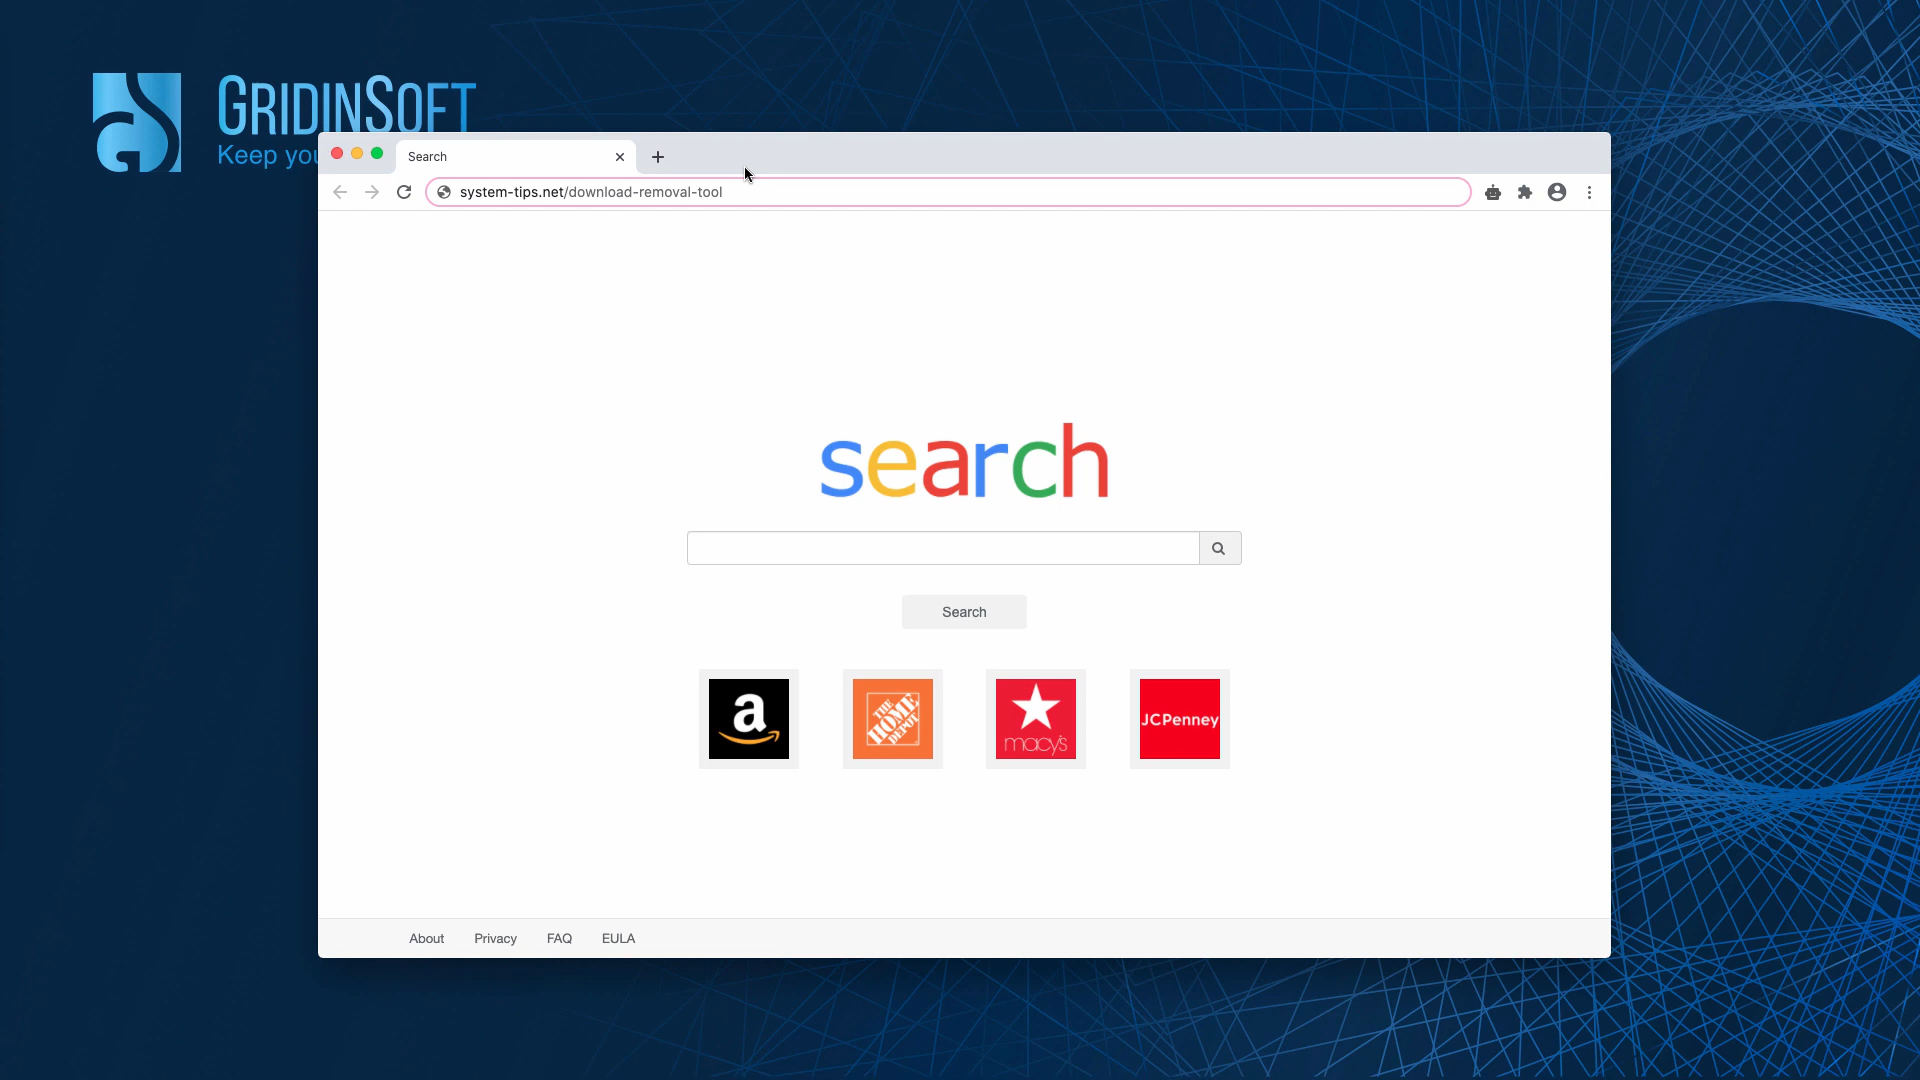 GRIDINSOFT
Keep you
Search
system-tips.net/download-removal-tool
search
Search
a
THE HOME DEPOT
macy's
JCPenney
About Privacy FAQ EULA